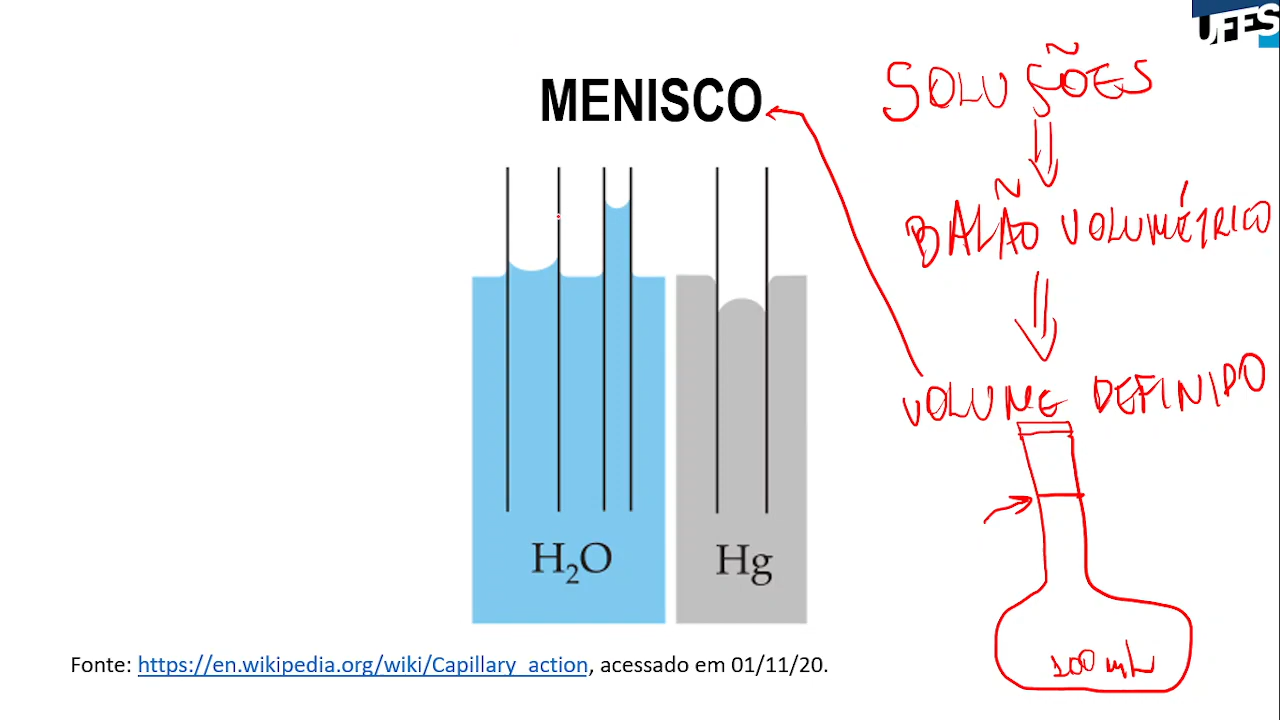 UFES
MENISCO
SOLUÇÕES
BALÃO VOLUMÉTRICO
VOLUME DEFINIDO
H₂O
Hg
100 mL
Fonte: https://en.wikipedia.org/wiki/Capillary_action, acessado em 01/11/20.